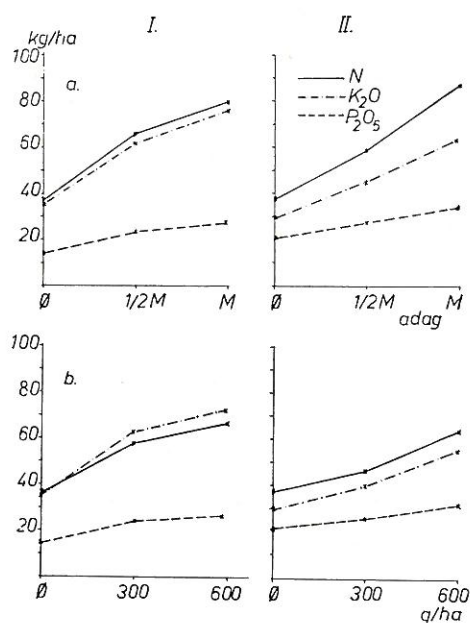 I. II.
kg/ha
100
80
60
40
20
a.
N
K₂O
P₂O₅
Ø 1/2M M Ø 1/2M M
adag
100
80
60
40
20
b.
Ø 300 600 Ø 300 600
q/ha